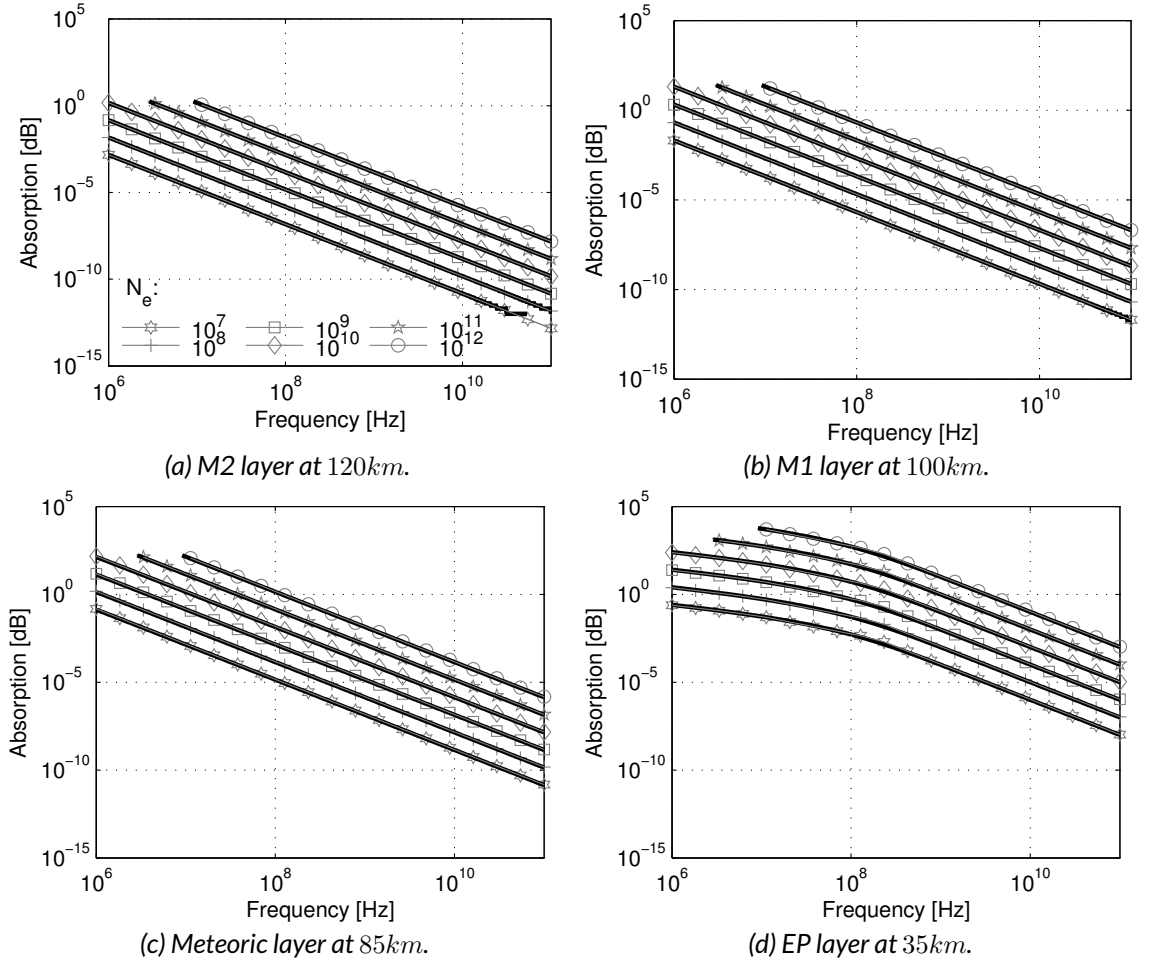 10^5
10^0
10^-5
10^-10
10^-15
Absorption [dB]
N_e:
10^7 10^9 10^11
10^8 10^10 10^12
10^6 10^8 10^10
Frequency [Hz]
(a) M2 layer at 120km.
10^5
10^0
10^-5
10^-10
10^-15
Absorption [dB]
10^6 10^8 10^10
Frequency [Hz]
(b) M1 layer at 100km.
10^5
10^0
10^-5
10^-10
10^-15
Absorption [dB]
10^6 10^8 10^10
Frequency [Hz]
(c) Meteoric layer at 85km.
10^5
10^0
10^-5
10^-10
10^-15
Absorption [dB]
10^6 10^8 10^10
Frequency [Hz]
(d) EP layer at 35km.